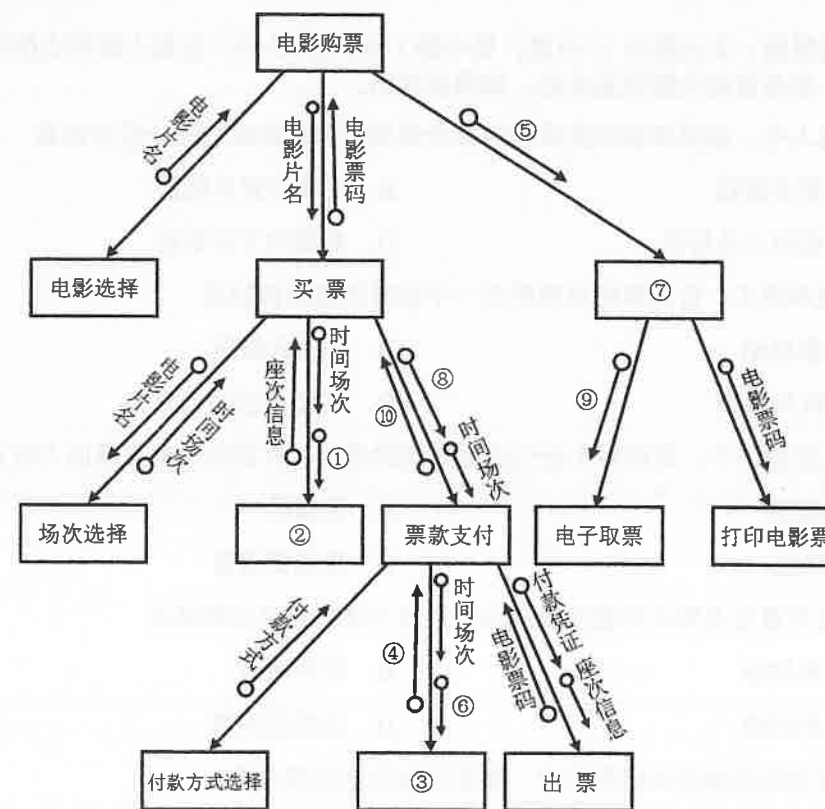 电影购票
电影片名
电影片名
电影票码
⑤
电影选择
买 票
⑦
电影片名
时间场次
座次信息
时间场次
①
⑩
⑧
时间场次
⑨
电影票码
场次选择
②
票款支付
电子取票
打印电影票
付款方式
④
时间场次
⑥
电影票码
付款凭证
座次信息
付款方式选择
③
出 票